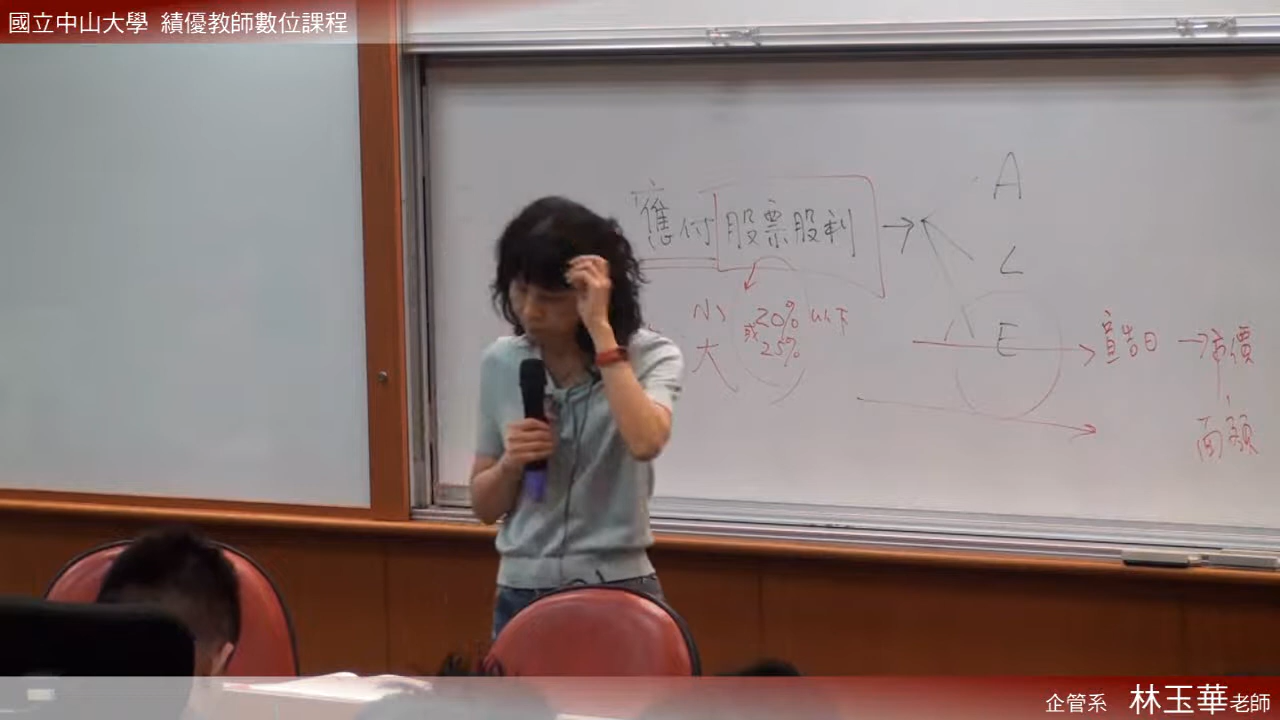 國立中山大學 績優教師數位課程
A
應付股票股利→
L
小 20% 以下
大 或25%
E
宣告日→市價
面額
企管系 林玉華老師